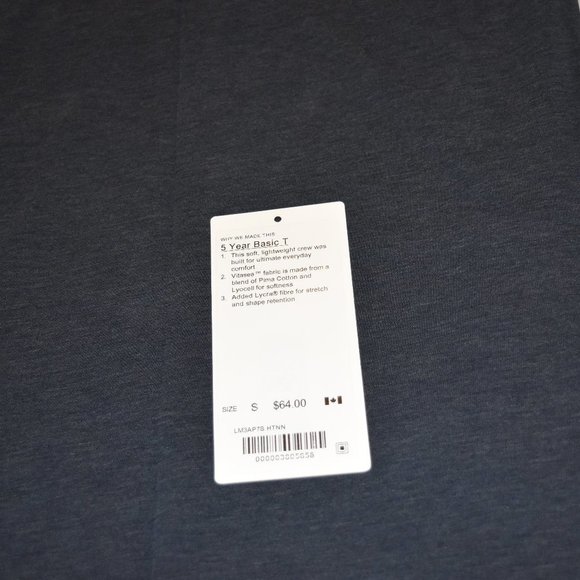 WHY WE MADE THIS
5 Year Basic T
1. This soft, lightweight crew was
built for ultimate everyday
comfort
2. Vitasea™ fabric is made from a
blend of Pima Cotton and
Lyocell for softness
3. Added Lycra® fibre for stretch
and shape retention
SIZE S $64.00
LM3AP7S HTNN